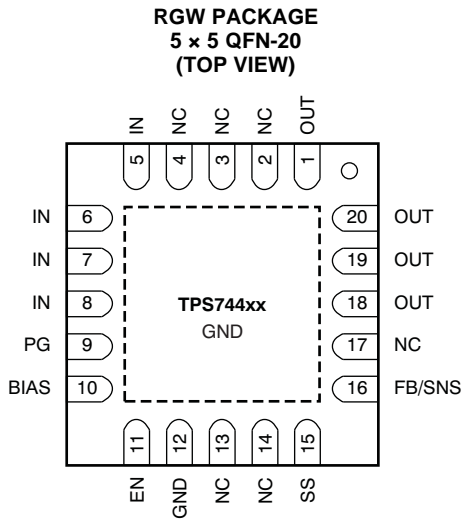 RGW PACKAGE
5 × 5 QFN-20
(TOP VIEW)
IN NC NC NC OUT
5 4 3 2 1
IN 6 20 OUT
IN 7 19 OUT
IN 8 18 OUT
PG 9 17 NC
BIAS 10 16 FB/SNS
TPS744xx
GND
11 12 13 14 15
EN GND NC NC SS